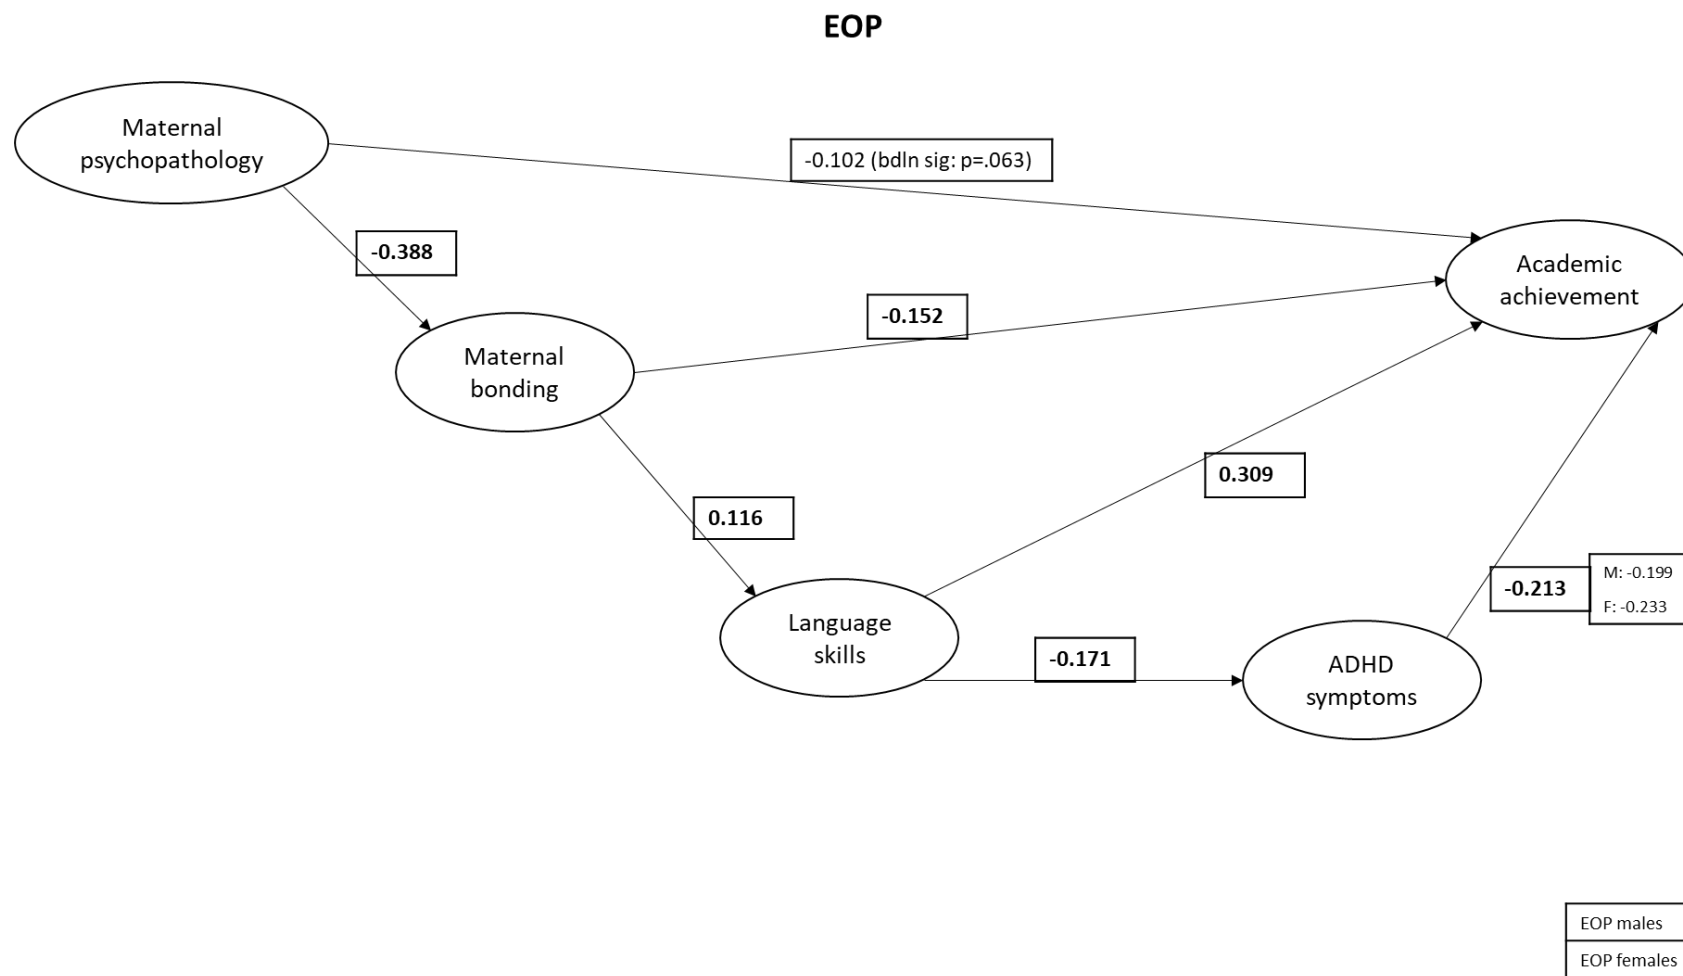 EOP
Maternal
psychopathology
-0.102 (bdln sig: p=.063)
-0.388
Academic
achievement
-0.152
Maternal
bonding
0.309
0.116
-0.213
M: -0.199
F: -0.233
Language
skills
-0.171
ADHD
symptoms
EOP males
EOP females